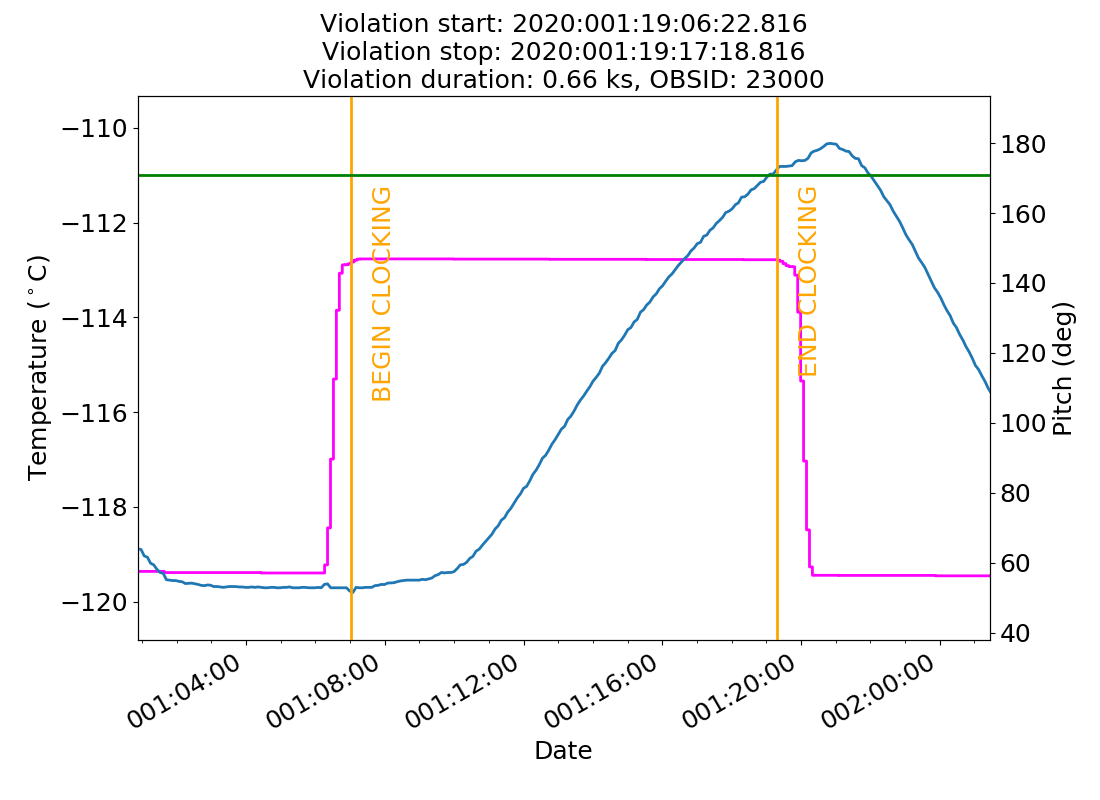 Violation start: 2020:001:19:06:22.816
Violation stop: 2020:001:19:17:18.816
Violation duration: 0.66 ks, OBSID: 23000
−110
−112
−114
−116
−118
−120
Temperature (°C)
BEGIN CLOCKING
END CLOCKING
180
160
140
120
100
80
60
40
Pitch (deg)
001:04:00
001:08:00
001:12:00
001:16:00
001:20:00
002:00:00
Date